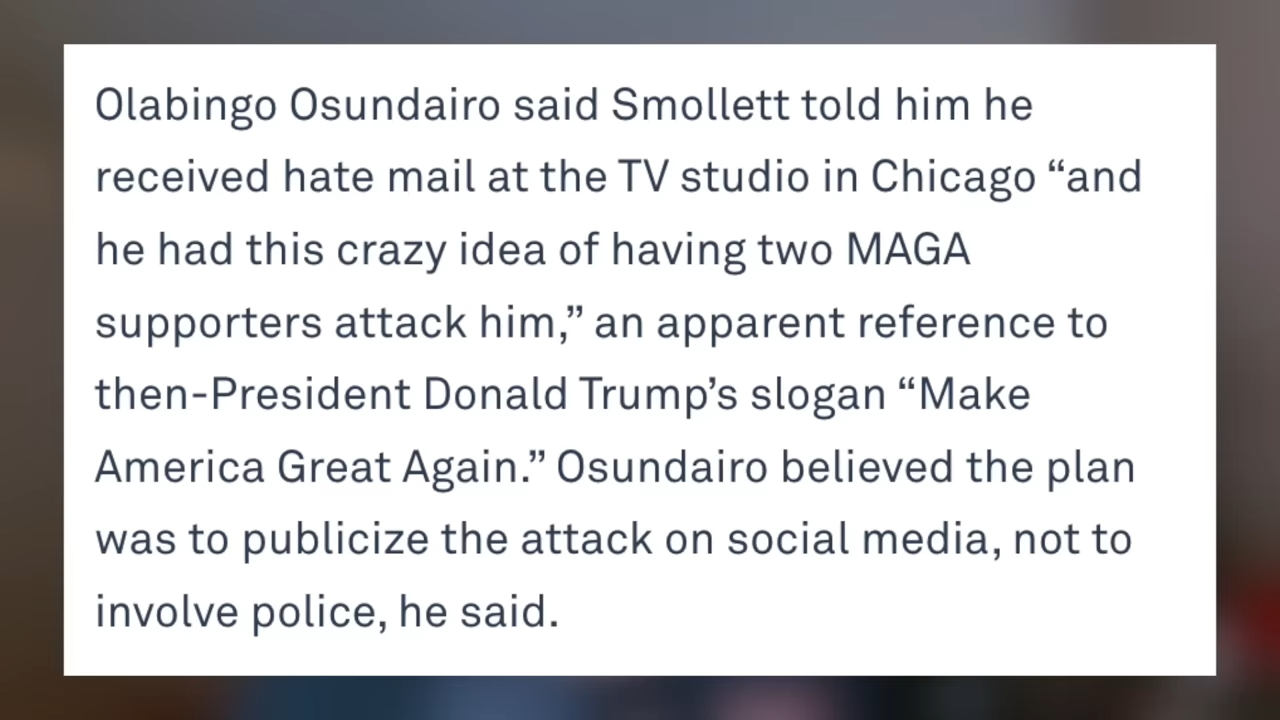 Olabingo Osundairo said Smollett told him he
received hate mail at the TV studio in Chicago “and
he had this crazy idea of having two MAGA
supporters attack him,” an apparent reference to
then-President Donald Trump’s slogan “Make
America Great Again.” Osundairo believed the plan
was to publicize the attack on social media, not to
involve police, he said.